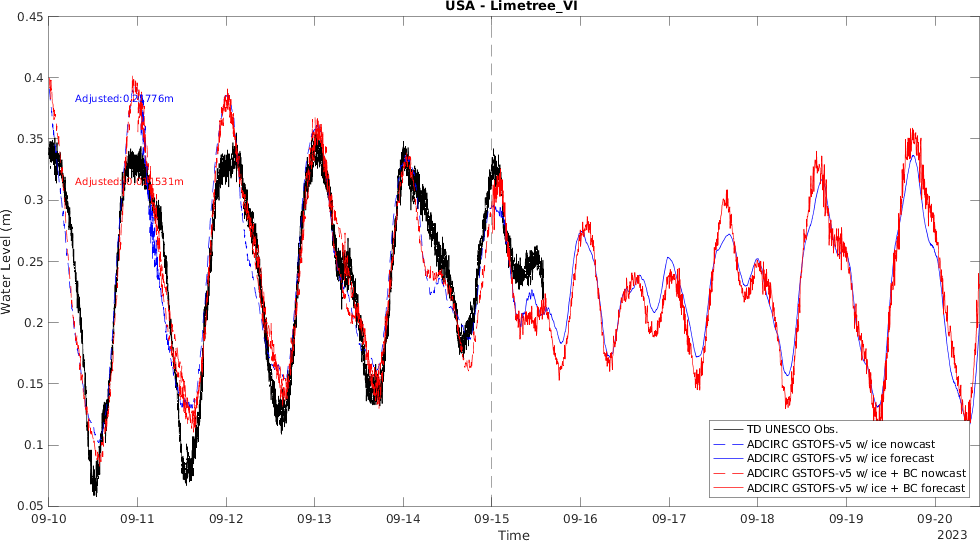 USA - Limetree_VI
0.45
0.4
0.35
0.3
0.25
0.2
0.15
0.1
0.05
Water Level (m)
09-10
09-11
09-12
09-13
09-14
09-15
09-16
09-17
09-18
09-19
09-20
Time
2023
TD UNESCO Obs.
ADCIRC GSTOFS-v5 w/ ice nowcast
ADCIRC GSTOFS-v5 w/ ice forecast
ADCIRC GSTOFS-v5 w/ ice + BC nowcast
ADCIRC GSTOFS-v5 w/ ice + BC forecast